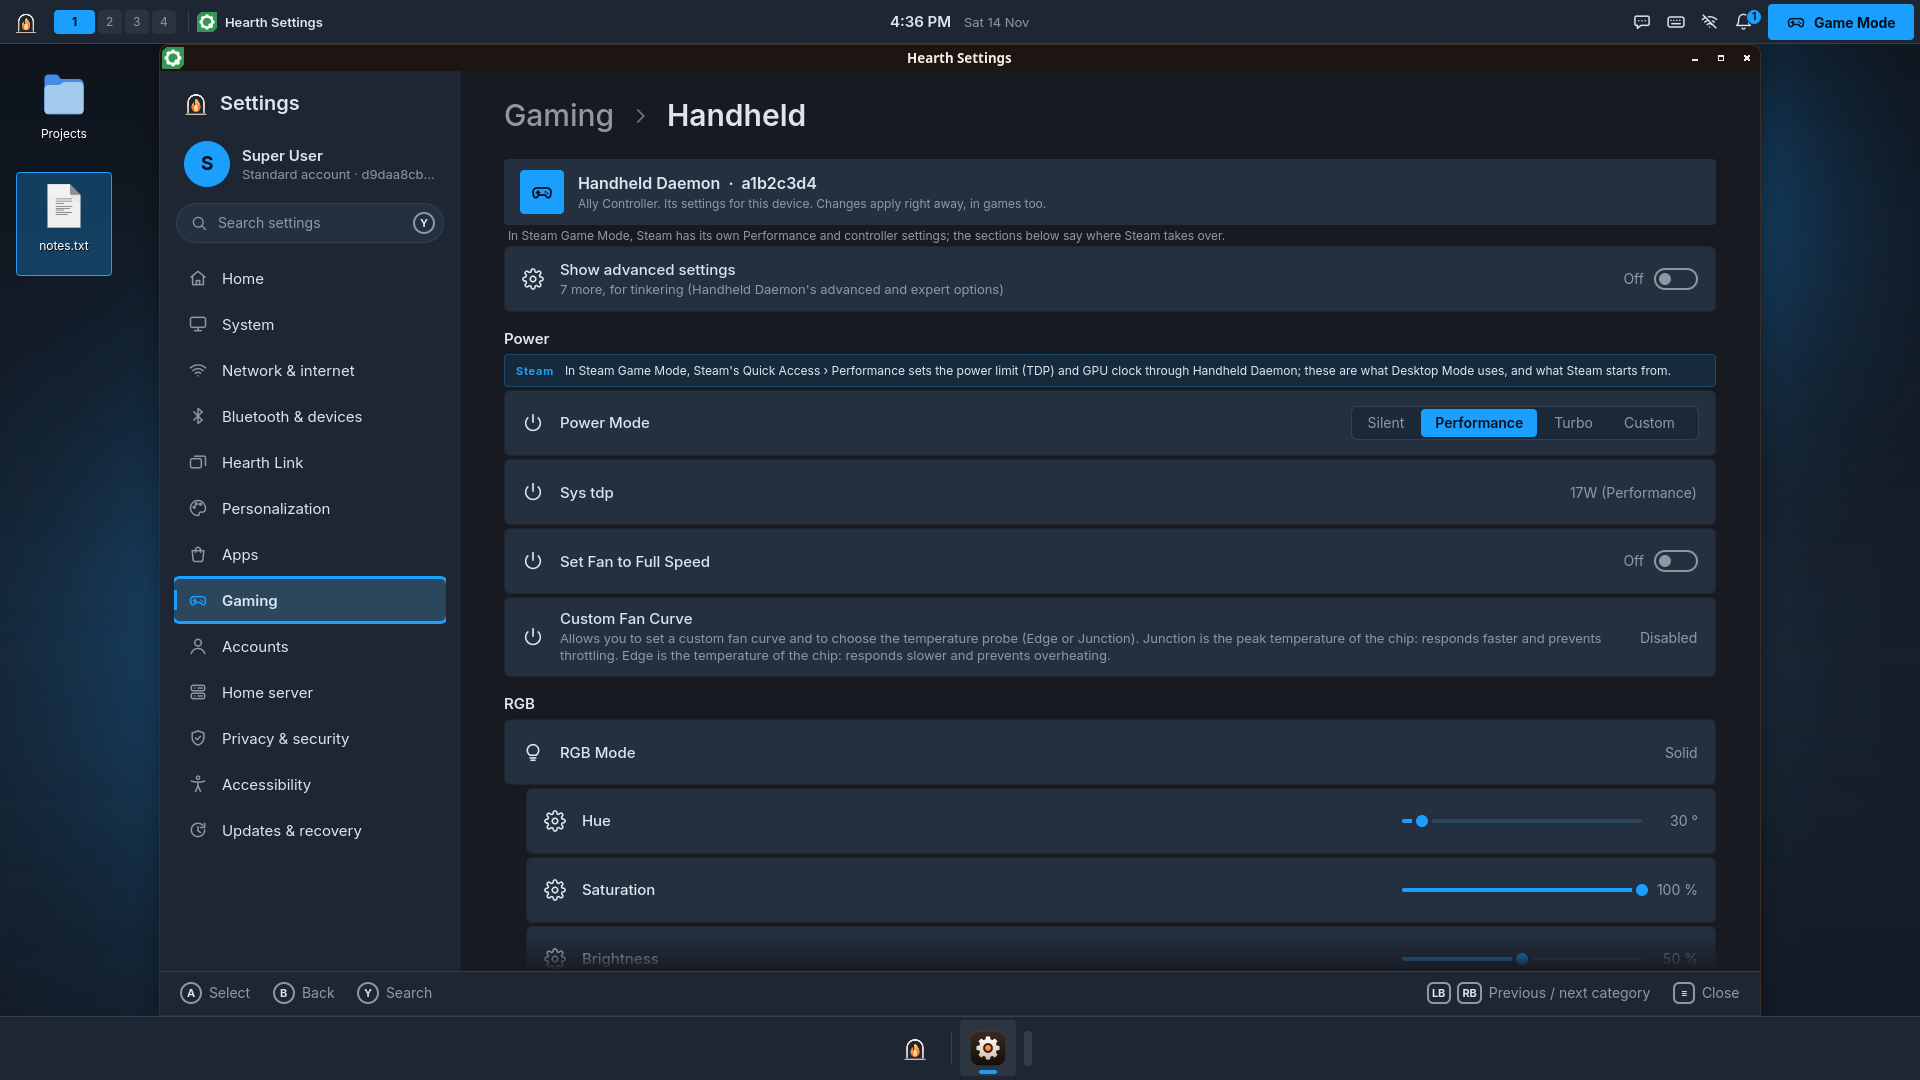 1 2 3 4 Hearth Settings 4:36 PM Sat 14 Nov 1 Game Mode
Hearth Settings
Projects
notes.txt
Settings
S Super User
Standard account · d9daa8cb...
Search settings Y
Home
System
Network & internet
Bluetooth & devices
Hearth Link
Personalization
Apps
Gaming
Accounts
Home server
Privacy & security
Accessibility
Updates & recovery
Gaming > Handheld
Handheld Daemon · a1b2c3d4
Ally Controller. Its settings for this device. Changes apply right away, in games too.
In Steam Game Mode, Steam has its own Performance and controller settings; the sections below say where Steam takes over.
Show advanced settings
7 more, for tinkering (Handheld Daemon's advanced and expert options)
Off
Power
Steam In Steam Game Mode, Steam's Quick Access › Performance sets the power limit (TDP) and GPU clock through Handheld Daemon; these are what Desktop Mode uses, and what Steam starts from.
Power Mode Silent Performance Turbo Custom
Sys tdp 17W (Performance)
Set Fan to Full Speed Off
Custom Fan Curve
Allows you to set a custom fan curve and to choose the temperature probe (Edge or Junction). Junction is the peak temperature of the chip: responds faster and prevents
throttling. Edge is the temperature of the chip: responds slower and prevents overheating.
Disabled
RGB
RGB Mode Solid
Hue 30 °
Saturation 100 %
Brightness 50 %
A Select B Back Y Search LB RB Previous / next category Close